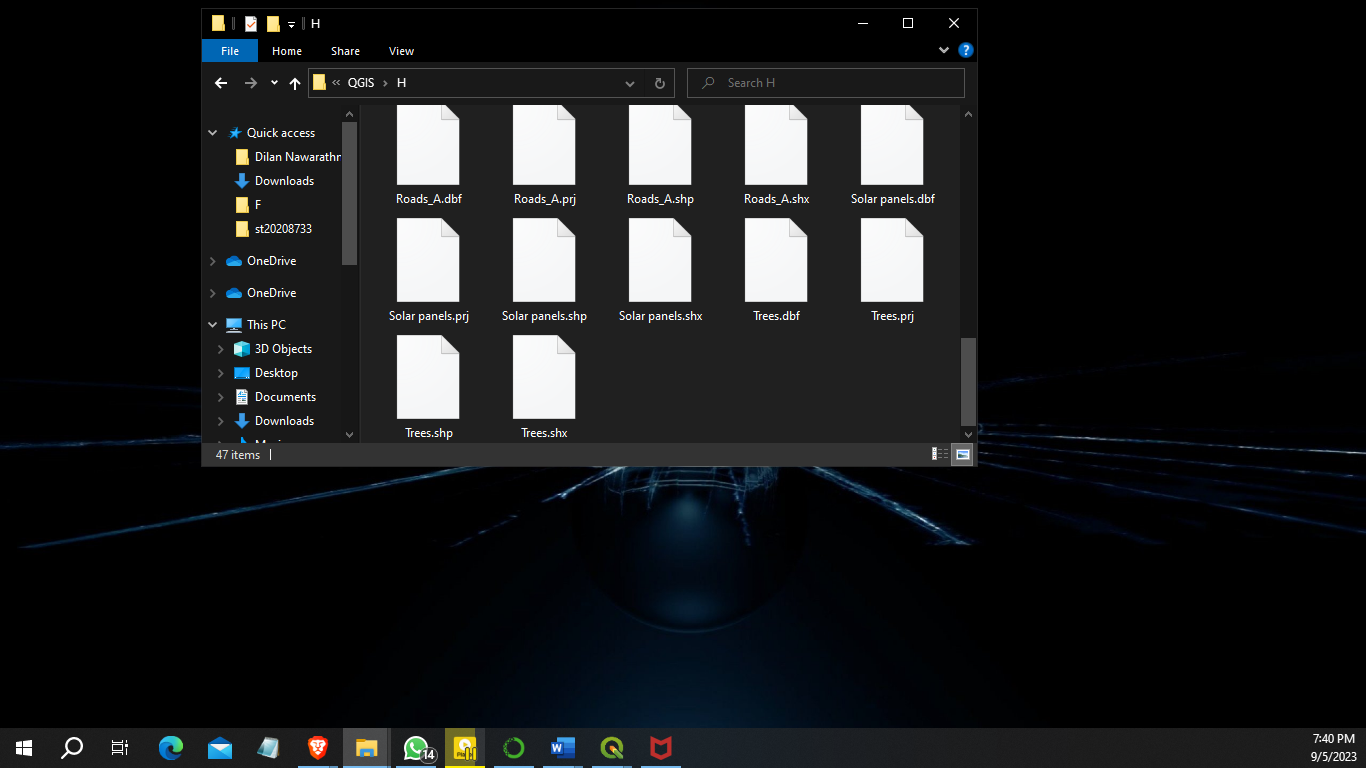 H
File Home Share View
QGIS H
Search H
Quick access
Dilan Nawarathn
Downloads
F
st20208733
OneDrive
OneDrive
This PC
3D Objects
Desktop
Documents
Downloads
Roads_A.dbf Roads_A.prj Roads_A.shp Roads_A.shx Solar panels.dbf
Solar panels.prj Solar panels.shp Solar panels.shx Trees.dbf Trees.prj
Trees.shp Trees.shx
47 items
14
7:40 PM
9/5/2023